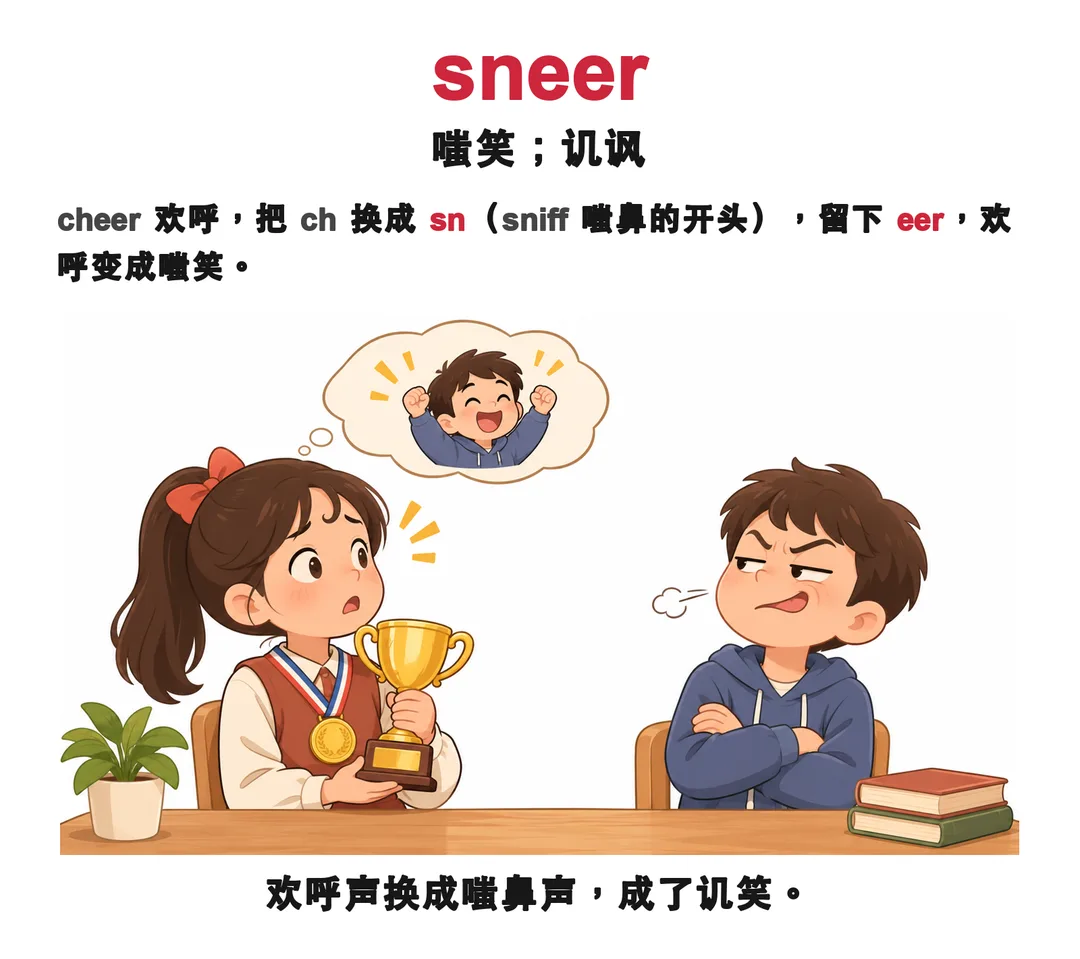 sneer
嗤笑；讥讽
cheer 欢呼，把 ch 换成 sn（sniff 嗤鼻的开头），留下 eer，欢
呼变成嗤笑。
欢呼声换成嗤鼻声，成了讥笑。